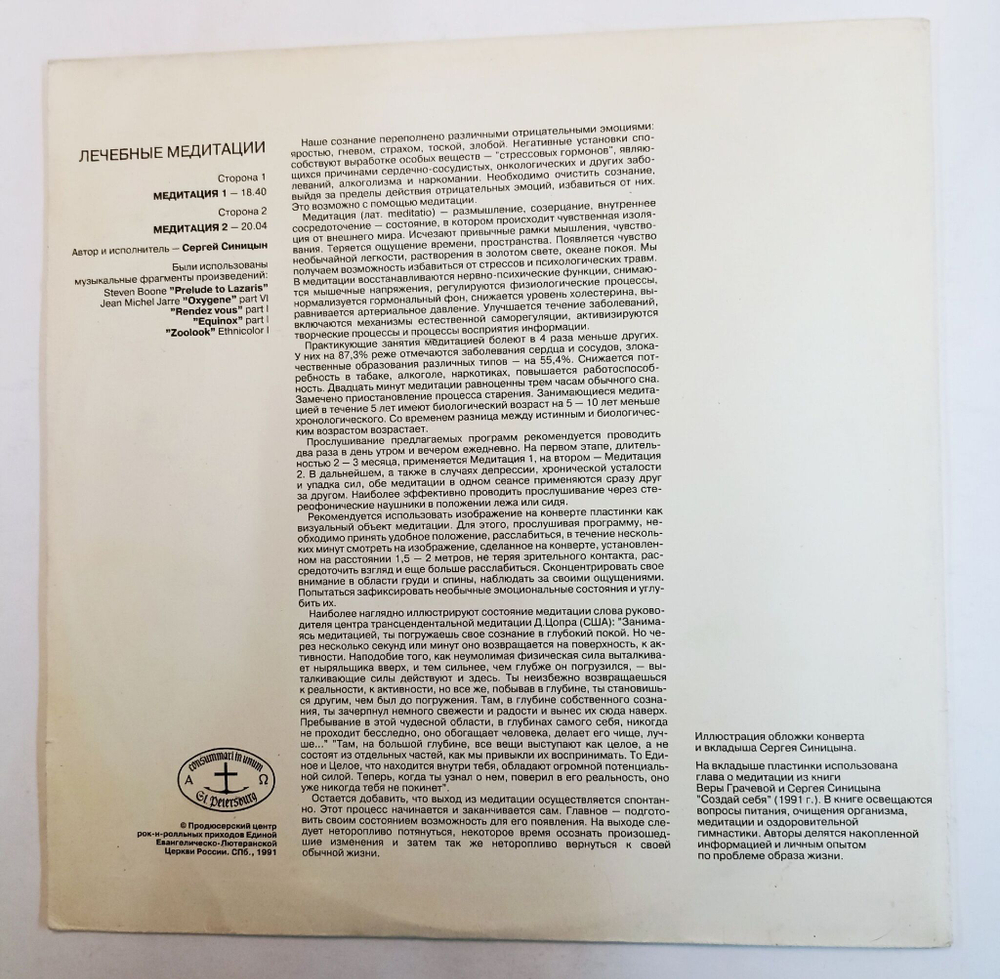 ЛЕЧЕБНЫЕ МЕДИТАЦИИ
Сторона 1
МЕДИТАЦИЯ 1 – 18.40
Сторона 2
МЕДИТАЦИЯ 2 – 20.04
Автор и исполнитель – Сергей Синицын
Были использованы
музыкальные фрагменты произведений:
Steven Boone "Prelude to Lazaris"
Jean Michel Jarre "Oxygene" part VI
"Rendez vous" part I
"Equinox" part I
"Zoolook" Ethnicolor I
consummari in unum
Α Ω
St. Petersburg
© Продюсерский центр
рок-н-ролльных приходов Единой
Евангелическо-Лютеранской
Церкви России. СПб., 1991
Наше сознание переполнено различными отрицательными эмоциями:
яростью, гневом, страхом, тоской, злобой. Негативные установки спо-
собствуют выработке особых веществ – "стрессовых гормонов", являю-
щихся причинами сердечно-сосудистых, онкологических и других забо-
леваний, алкоголизма и наркомании. Необходимо очистить сознание,
выйдя за пределы действия отрицательных эмоций, избавиться от них.
Это возможно с помощью медитации.
Медитация (лат. meditatio) – размышление, созерцание, внутреннее
сосредоточение – состояние, в котором происходит чувственная изоля-
ция от внешнего мира. Исчезают привычные рамки мышления, чувство-
вания. Теряется ощущение времени, пространства. Появляется чувство
необычайной легкости, растворения в золотом свете, океане покоя. Мы
получаем возможность избавиться от стрессов и психологических травм.
В медитации восстанавливаются нервно-психические функции, снимаю-
тся мышечные напряжения, регулируются физиологические процессы,
нормализуется гормональный фон, снижается уровень холестерина, вы-
равнивается артериальное давление. Улучшается течение заболеваний,
включаются механизмы естественной саморегуляции, активизируются
творческие процессы и процессы восприятия информации.
Практикующие занятия медитацией болеют в 4 раза меньше других.
У них на 87,3% реже отмечаются заболевания сердца и сосудов, злока-
чественные образования различных типов – на 55,4%. Снижается пот-
ребность в табаке, алкоголе, наркотиках, повышается работоспособ-
ность. Двадцать минут медитации равноценны трем часам обычного сна.
Замечено приостановление процесса старения. Занимающиеся медита-
цией в течение 5 лет имеют биологический возраст на 5 – 10 лет меньше
хронологического. Со временем разница между истинным и биологичес-
ким возрастом возрастает.
Прослушивание предлагаемых программ рекомендуется проводить
два раза в день утром и вечером ежедневно. На первом этапе, длитель-
ностью 2 – 3 месяца, применяется Медитация 1, на втором – Медитация
2. В дальнейшем, а также в случаях депрессии, хронической усталости
и упадка сил, обе медитации в одном сеансе применяются сразу друг
за другом. Наиболее эффективно проводить прослушивание через сте-
реофонические наушники в положении лежа или сидя.
Рекомендуется использовать изображение на конверте пластинки как
визуальный объект медитации. Для этого, прослушивая программу, не-
обходимо принять удобное положение, расслабиться, в течение несколь-
ких минут смотреть на изображение, сделанное на конверте, установлен-
ном на расстоянии 1,5 – 2 метров, не теряя зрительного контакта, рас-
средоточить взгляд и еще больше расслабиться. Сконцентрировать свое
внимание в области груди и спины, наблюдать за своими ощущениями.
Попытаться зафиксировать необычные эмоциональные состояния и углу-
бить их.
Наиболее наглядно иллюстрируют состояние медитации слова руково-
дителя центра трансцендентальной медитации Д.Цопра (США): "Занима-
ясь медитацией, ты погружаешь свое сознание в глубокий покой. Но че-
рез несколько секунд или минут оно возвращается на поверхность, к ак-
тивности. Наподобие того, как неумолимая физическая сила выталкива-
ет ныряльщика вверх, и тем сильнее, чем глубже он погрузился, – вы-
талкивающие силы действуют и здесь. Ты неизбежно возвращаешься
к реальности, к активности, но все же, побывав в глубине, ты становишь-
ся другим, чем был до погружения. Там, в глубине собственного созна-
ния, ты зачерпнул немного свежести и радости и вынес их сюда наверх.
Пребывание в этой чудесной области, в глубинах самого себя, никогда
не проходит бесследно, оно обогащает человека, делает его чище, луч-
ше..." "Там, на большой глубине, все вещи выступают как целое, а не
состоят из отдельных частей, как мы привыкли их воспринимать. То Еди-
ное и Целое, что находится внутри тебя, обладают огромной потенциаль-
ной силой. Теперь, когда ты узнал о нем, поверил в его реальность, оно
уже никогда тебя не покинет".
Остается добавить, что выход из медитации осуществляется спонтан-
но. Этот процесс начинается и заканчивается сам. Главное – подгото-
вить своим состоянием возможность для его появления. На выходе сле-
дует неторопливо потянуться, некоторое время осознать произошед-
шие изменения и затем так же неторопливо вернуться к своей
обычной жизни.
Иллюстрация обложки конверта
и вкладыша Сергея Синицына.
На вкладыше пластинки использована
глава о медитации из книги
Веры Грачевой и Сергея Синицына
"Создай себя" (1991 г.). В книге освещаются
вопросы питания, очищения организма,
медитации и оздоровительной
гимнастики. Авторы делятся накопленной
информацией и личным опытом
по проблеме образа жизни.